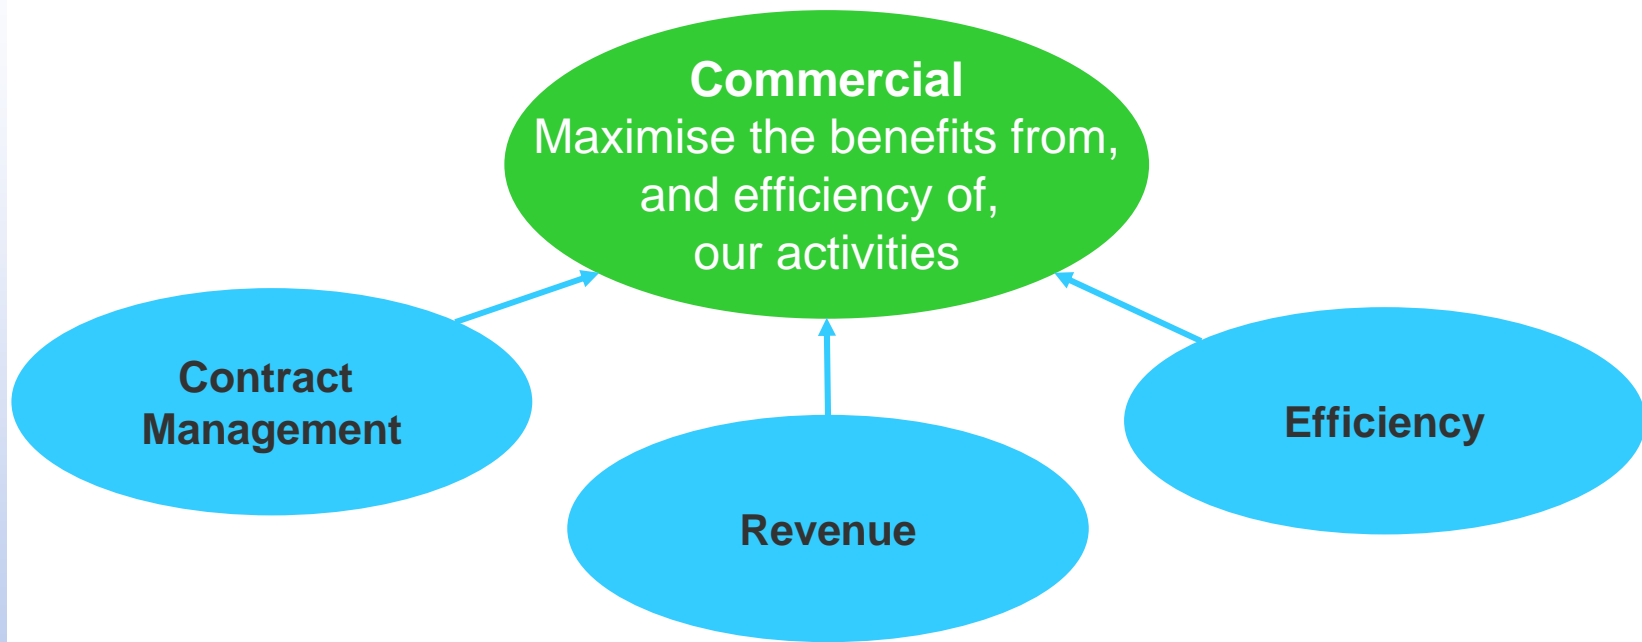 Commercial
Maximise the benefits from,
and efficiency of,
our activities
Contract
Management
Revenue
Efficiency